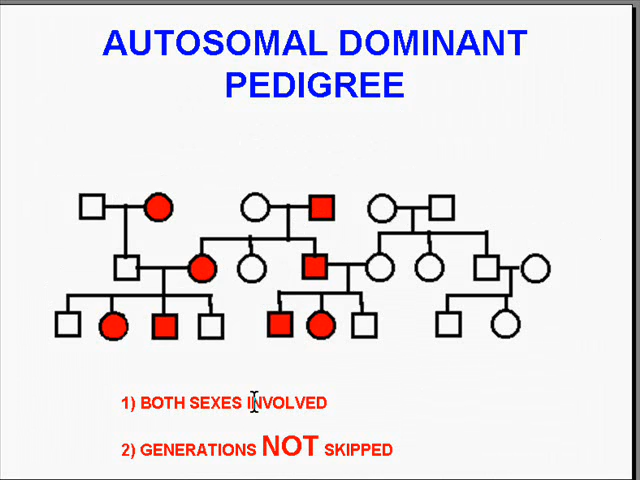 AUTOSOMAL DOMINANT
PEDIGREE
1) BOTH SEXES INVOLVED
2) GENERATIONS NOT SKIPPED